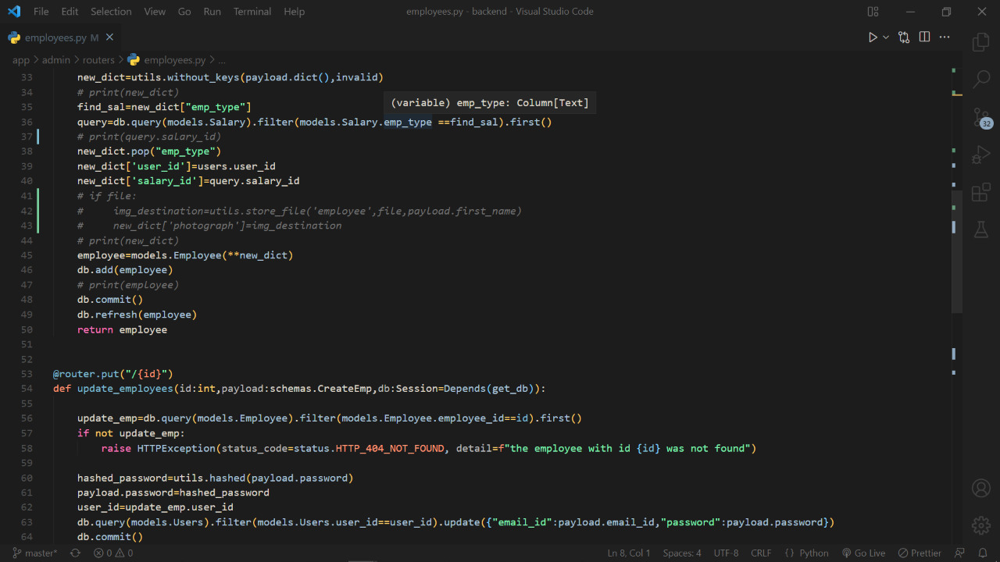 File Edit Selection View Go Run Terminal Help employees.py - backend - Visual Studio Code
employees.py M
app > admin > routers > employees.py > ...
33 new_dict=utils.without_keys(payload.dict(),invalid)
34 # print(new_dict)
(variable) emp_type: Column[Text]
35 find_sal=new_dict["emp_type"]
36 query=db.query(models.Salary).filter(models.Salary.emp_type ==find_sal).first()
37 # print(query.salary_id)
38 new_dict.pop("emp_type")
39 new_dict['user_id']=users.user_id
40 new_dict['salary_id']=query.salary_id
41 # if file:
42 #     img_destination=utils.store_file('employee',file,payload.first_name)
43 #     new_dict['photograph']=img_destination
44 # print(new_dict)
45 employee=models.Employee(**new_dict)
46 db.add(employee)
47 # print(employee)
48 db.commit()
49 db.refresh(employee)
50 return employee
51
52
53 @router.put("/{id}")
54 def update_employees(id:int,payload:schemas.CreateEmp,db:Session=Depends(get_db)):
55
56 update_emp=db.query(models.Employee).filter(models.Employee.employee_id==id).first()
57 if not update_emp:
58 raise HTTPException(status_code=status.HTTP_404_NOT_FOUND, detail=f"the employee with id {id} was not found")
59
60 hashed_password=utils.hashed(payload.password)
61 payload.password=hashed_password
62 user_id=update_emp.user_id
63 db.query(models.Users).filter(models.Users.user_id==user_id).update({"email_id":payload.email_id,"password":payload.password})
64 db.commit()
32
master* 0 0 Ln 8, Col 1 Spaces: 4 UTF-8 CRLF {} Python Go Live Prettier